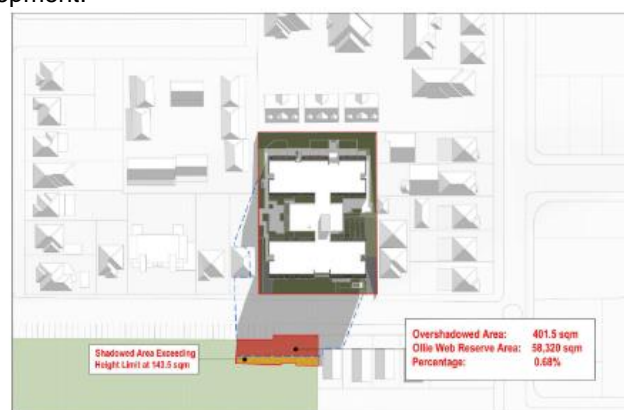 opment.
Shadowed Area Exceeding
Height Limit at 142.5 sqm
Overshadowed Area: 401.5 sqm
Ollie Web Reserve Area: 58,320 sqm
Percentage: 0.68%